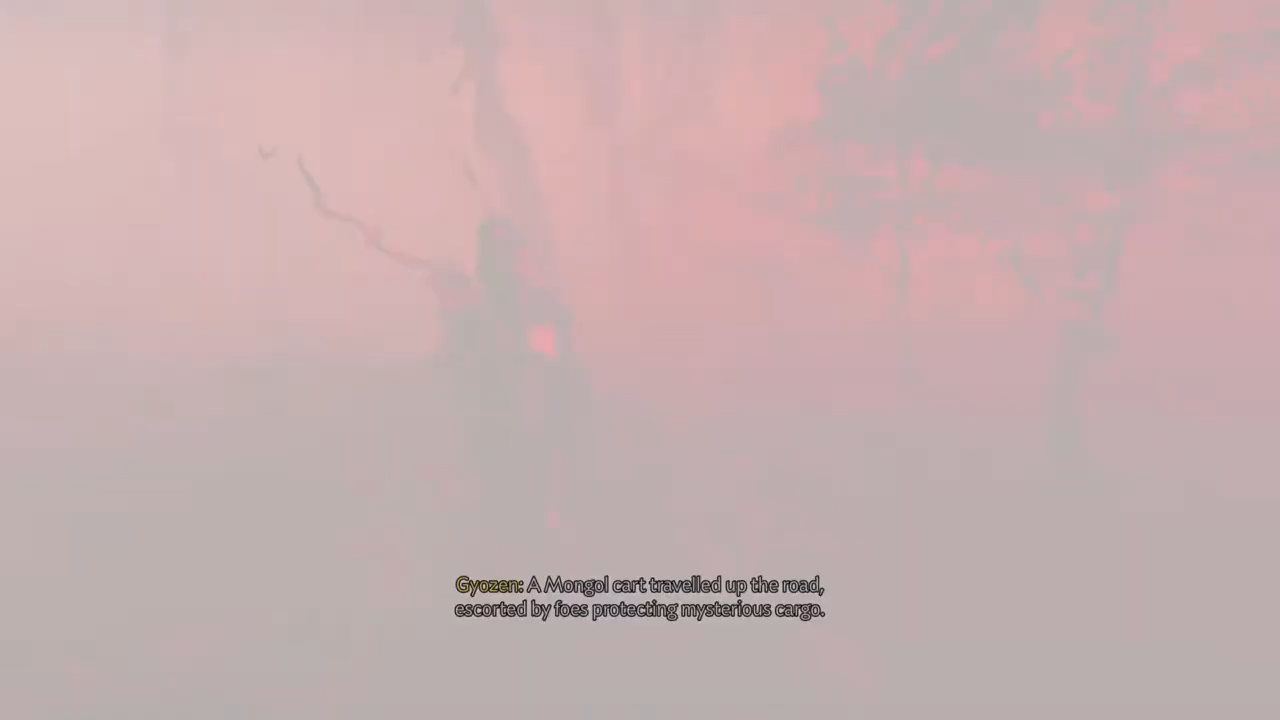 Gyozen: A Mongol cart travelled up the road,
escorted by foes protecting mysterious cargo.